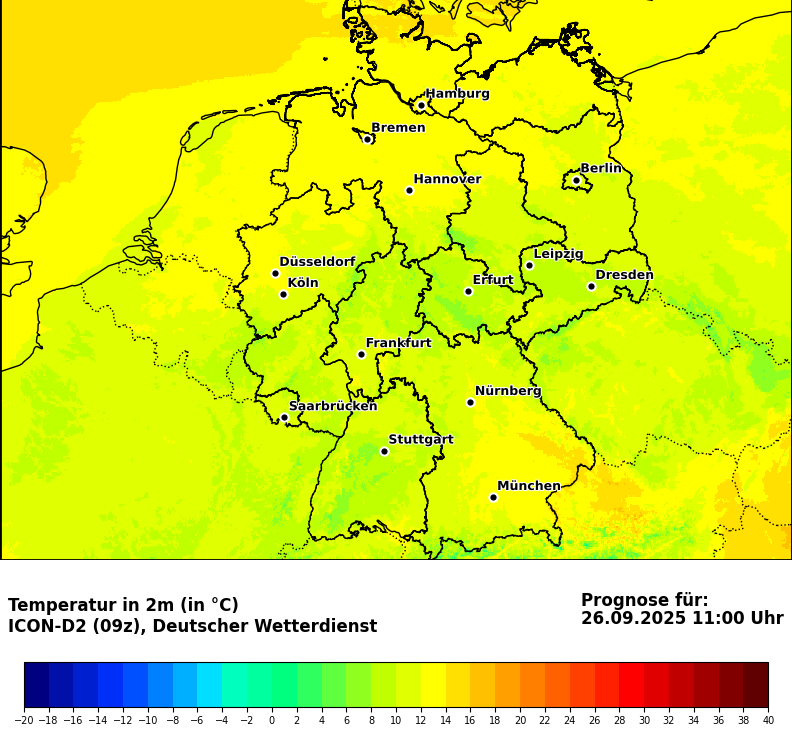 Hamburg
Bremen
Berlin
Hannover
Leipzig
Düsseldorf
Dresden
Köln
Erfurt
Frankfurt
Nürnberg
Saarbrücken
Stuttgart
München
Temperatur in 2m (in °C)
ICON-D2 (09z), Deutscher Wetterdienst
Prognose für:
26.09.2025 11:00 Uhr
−20 −18 −16 −14 −12 −10 −8 −6 −4 −2 0 2 4 6 8 10 12 14 16 18 20 22 24 26 28 30 32 34 36 38 40